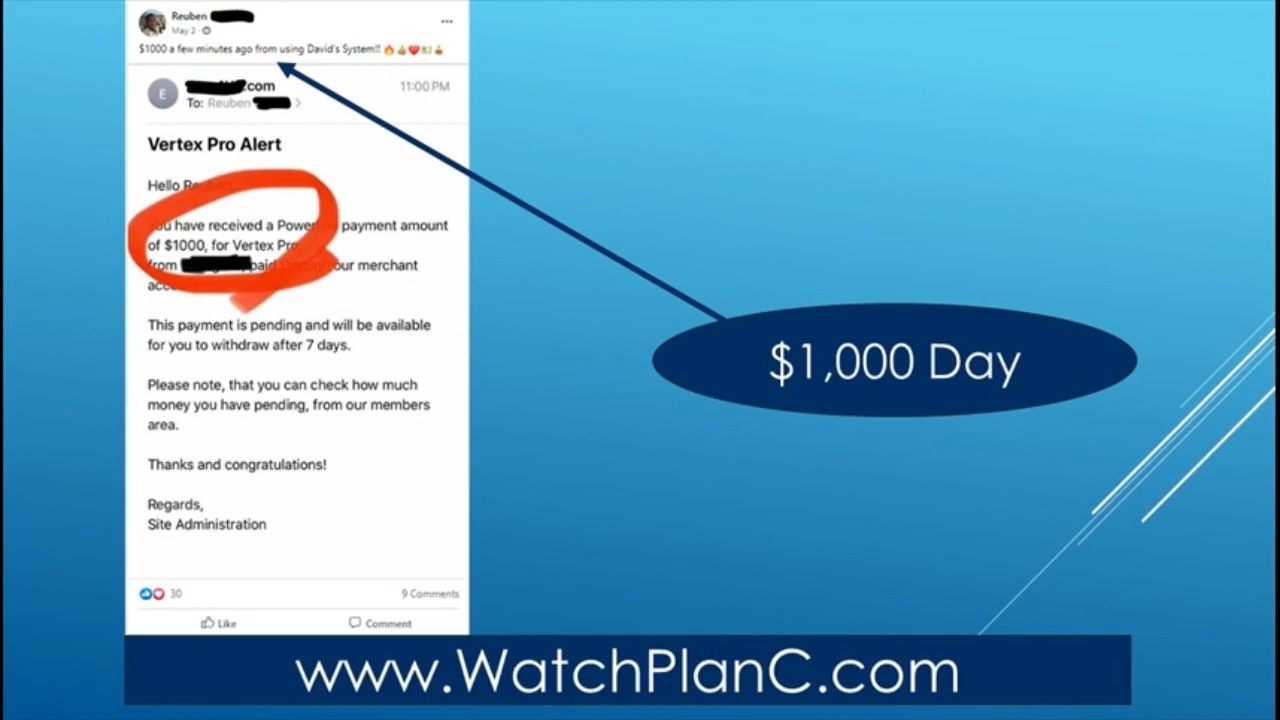 Reuben
May 2
$1000 a few minutes ago from using David's System!!
E
.com
11:00 PM
To: Reuben
Vertex Pro Alert
Hello
have received a payment amount
of $1000, for Vertex Pro
from paid our merchant
This payment is pending and will be available
for you to withdraw after 7 days.
Please note, that you can check how much
money you have pending, from our members
area.
Thanks and congratulations!
Regards,
Site Administration
30
9 Comments
Like
Comment
$1,000 Day
www.WatchPlanC.com